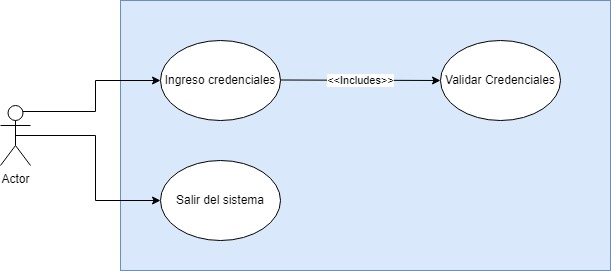 Ingreso credenciales
<<Includes>>
Validar Credenciales
Actor
Salir del sistema